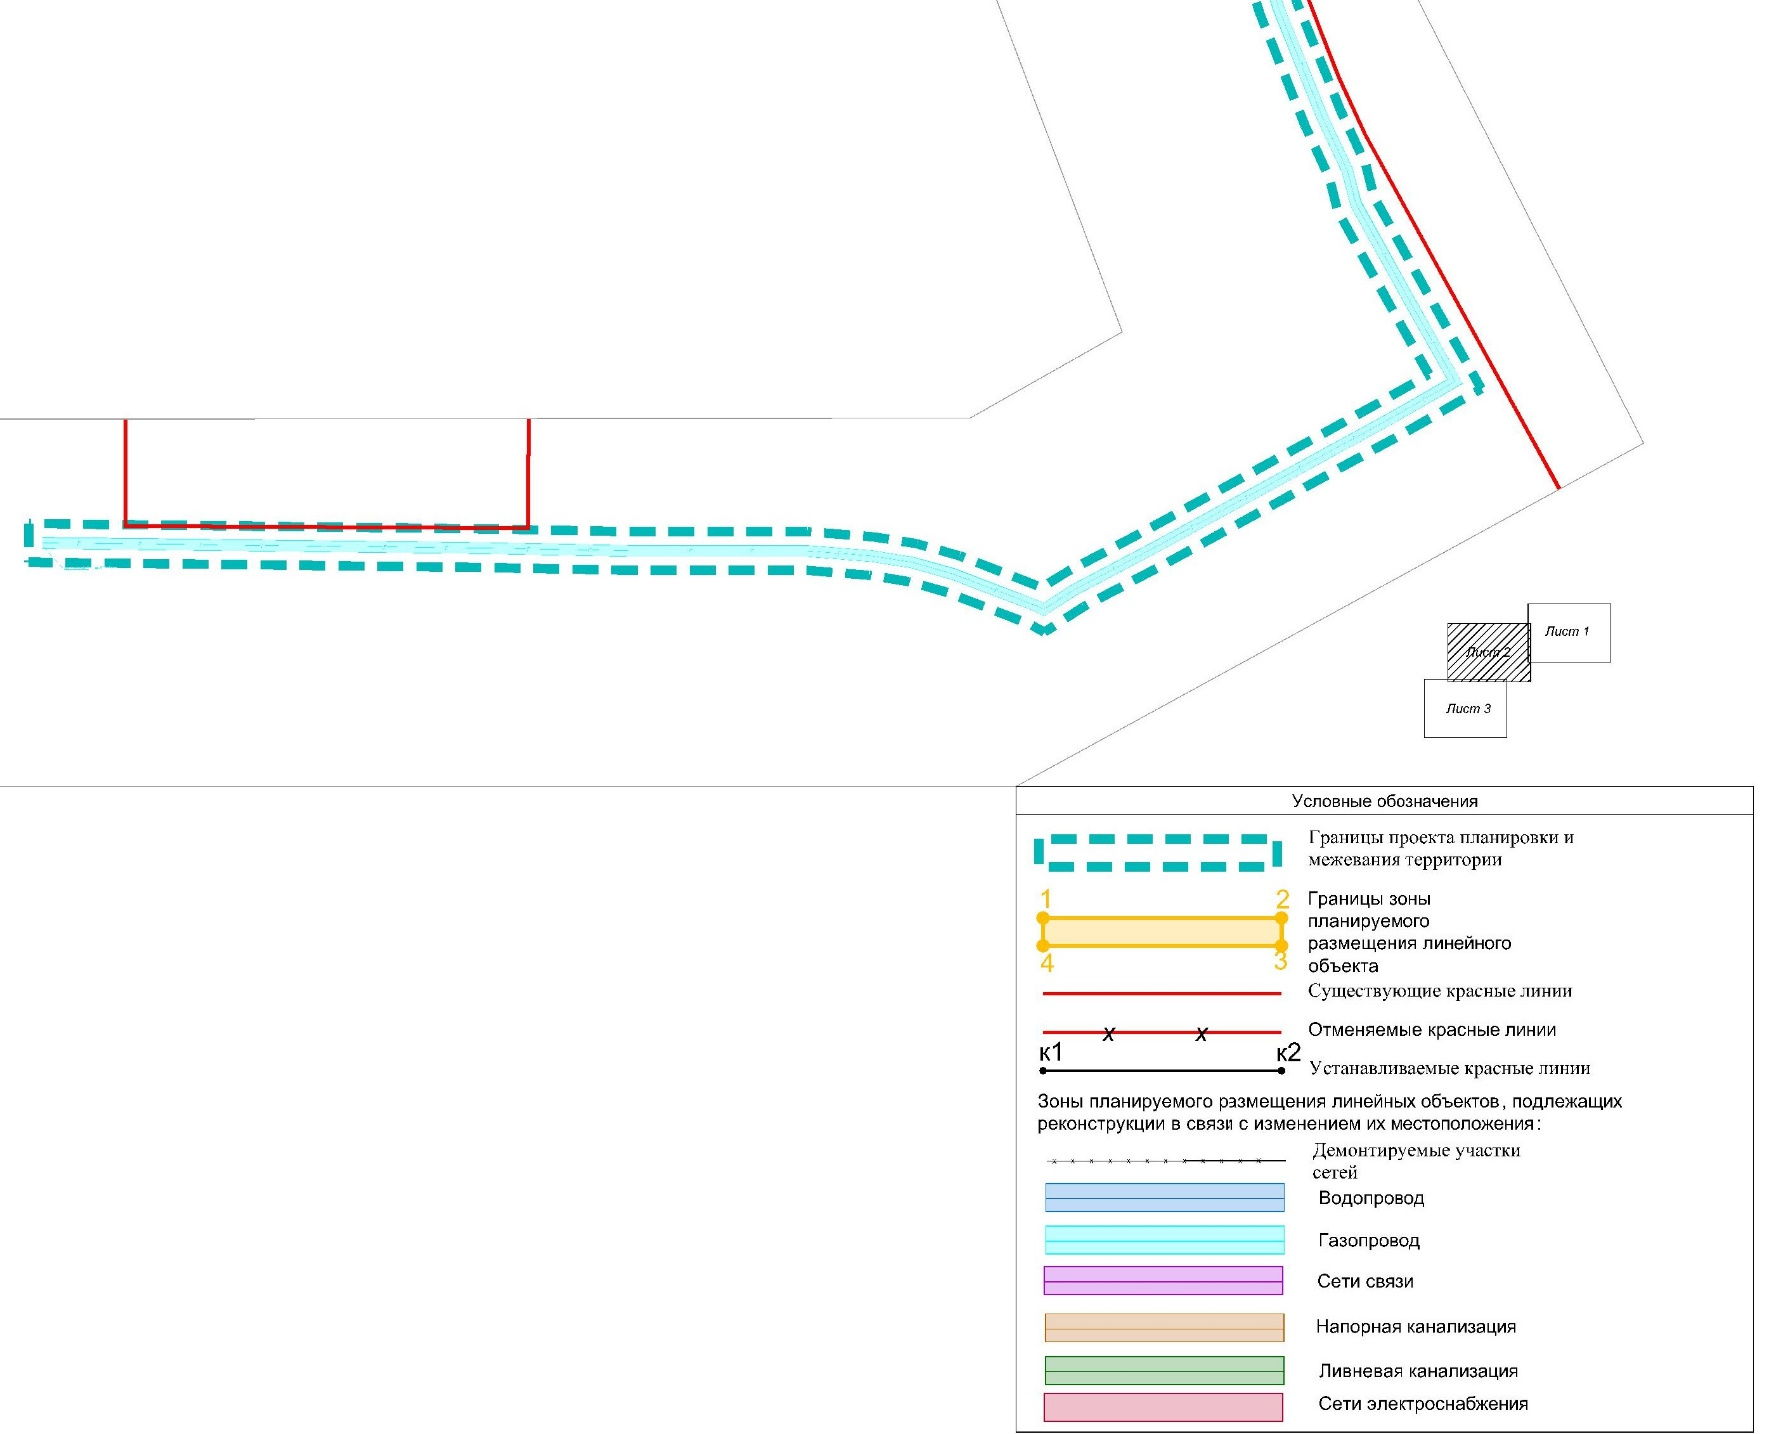 Лист 1
Лист 2
Лист 3
Условные обозначения
Границы проекта планировки и
межевания территории
1
2
4
3
Границы зоны
планируемого
размещения линейного
объекта
Существующие красные линии
х
х
Отменяемые красные линии
к1
к2
Устанавливаемые красные линии
Зоны планируемого размещения линейных объектов, подлежащих
реконструкции в связи с изменением их местоположения:
Демонтируемые участки
сетей
Водопровод
Газопровод
Сети связи
Напорная канализация
Ливневая канализация
Сети электроснабжения